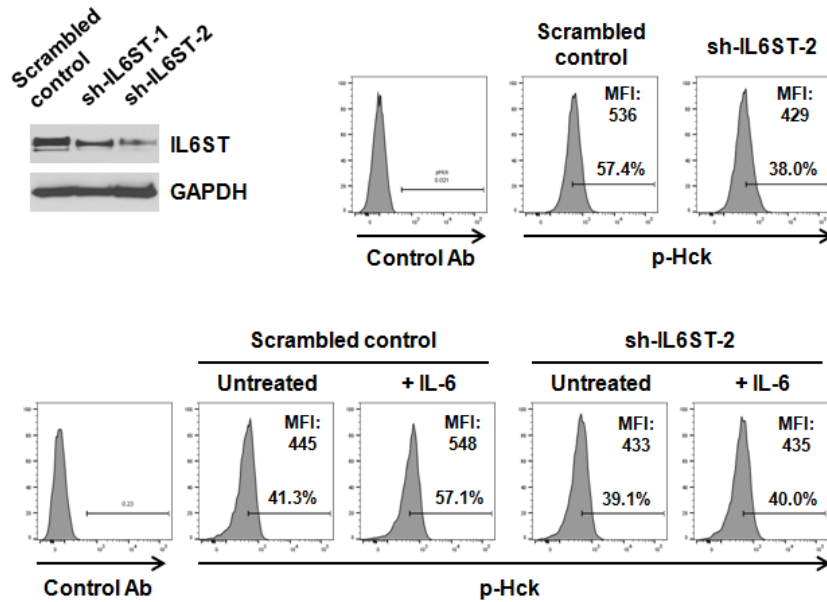 Scrambled
control
sh-IL6ST-1
sh-IL6ST-2
IL6ST
GAPDH
Scrambled
control
sh-IL6ST-2
pHck
0.021
MFI:
536
57.4%
MFI:
429
38.0%
Control Ab
p-Hck
Scrambled control
sh-IL6ST-2
Untreated
+ IL-6
Untreated
+ IL-6
0.23
MFI:
445
41.3%
MFI:
548
57.1%
MFI:
433
39.1%
MFI:
435
40.0%
Control Ab
p-Hck